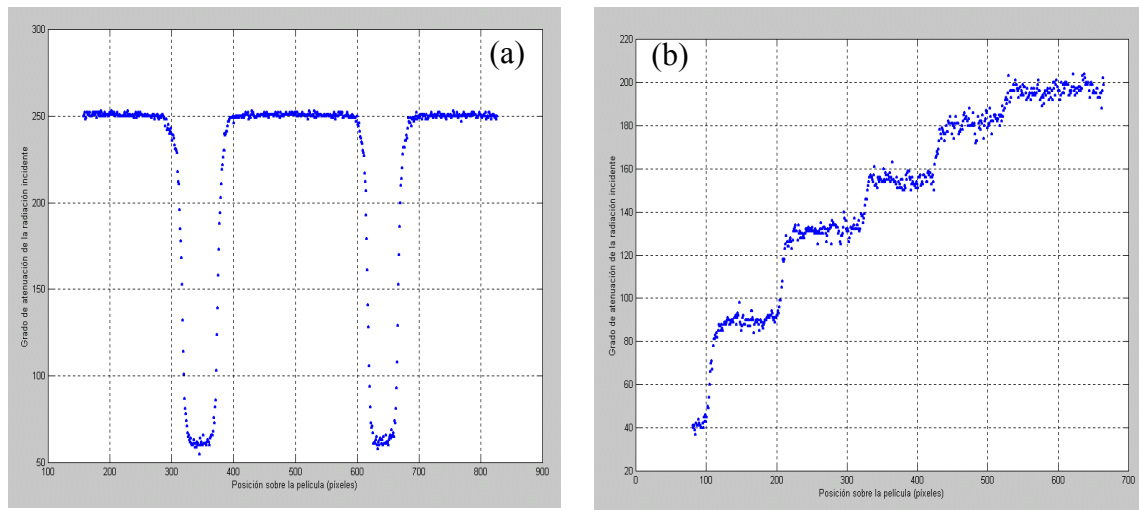 (a)
300
250
200
150
100
50
Grado de atenuación de la radiación incidente
100 200 300 400 500 600 700 800 900
Posición sobre la película (píxeles)
(b)
220
200
180
160
140
120
100
80
60
40
20
Grado de atenuación de la radiación incidente
0 100 200 300 400 500 600 700
Posición sobre la película (píxeles)